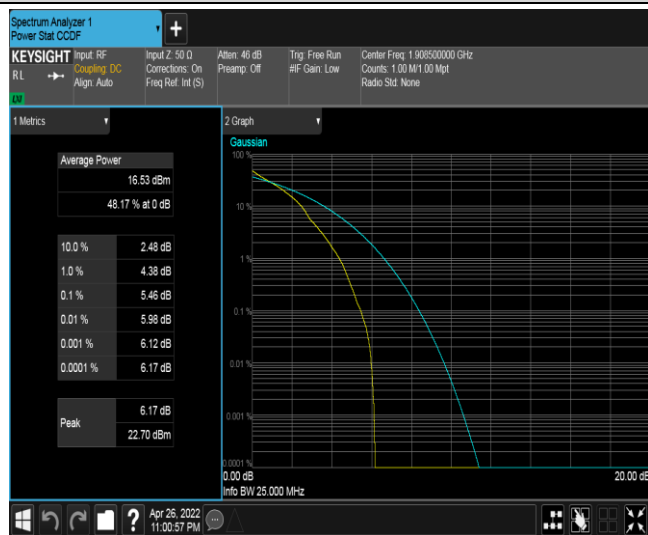 Spectrum Analyzer 1
Power Stat CCDF
+
KEYSIGHT
RL
Input: RF
Coupling: DC
Align: Auto
Input Z: 50 Ω
Corrections: On
Freq Ref: Int (S)
Atten: 46 dB
Preamp: Off
Trig: Free Run
#IF Gain: Low
Center Freq: 1.908500000 GHz
Counts: 1.00 M/1.00 Mpt
Radio Std: None
1 Metrics
Average Power
16.53 dBm
48.17 % at 0 dB
10.0 % 2.48 dB
1.0 % 4.38 dB
0.1 % 5.46 dB
0.01 % 5.98 dB
0.001 % 6.12 dB
0.0001 % 6.17 dB
Peak
6.17 dB
22.70 dBm
2 Graph
Gaussian
100 %
10 %
1 %
0.1 %
0.01 %
0.001 %
0.0001 %
0.00 dB 20.00 dB
Info BW 25.000 MHz
?
Apr 26, 2022
11:00:57 PM